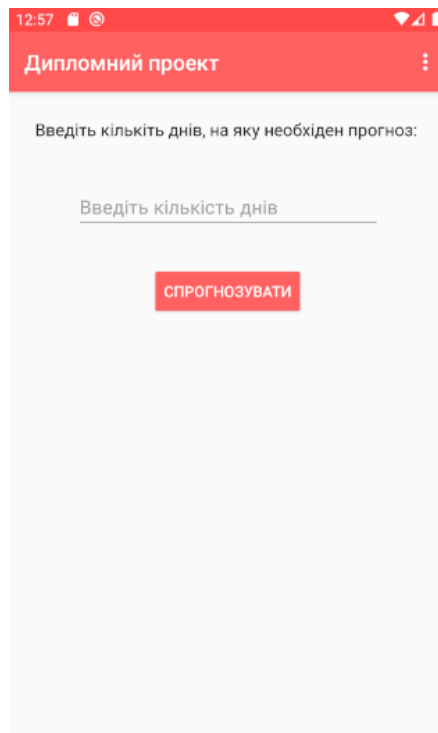 12:57
Дипломний проект
Введіть кількіть днів, на яку необхіден прогноз:
Введіть кількість днів
СПРОГНОЗУВАТИ